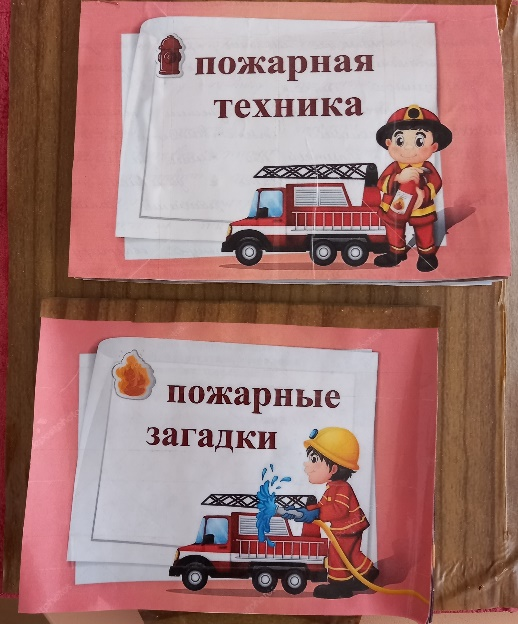 пожарная
техника
пожарные
загадки